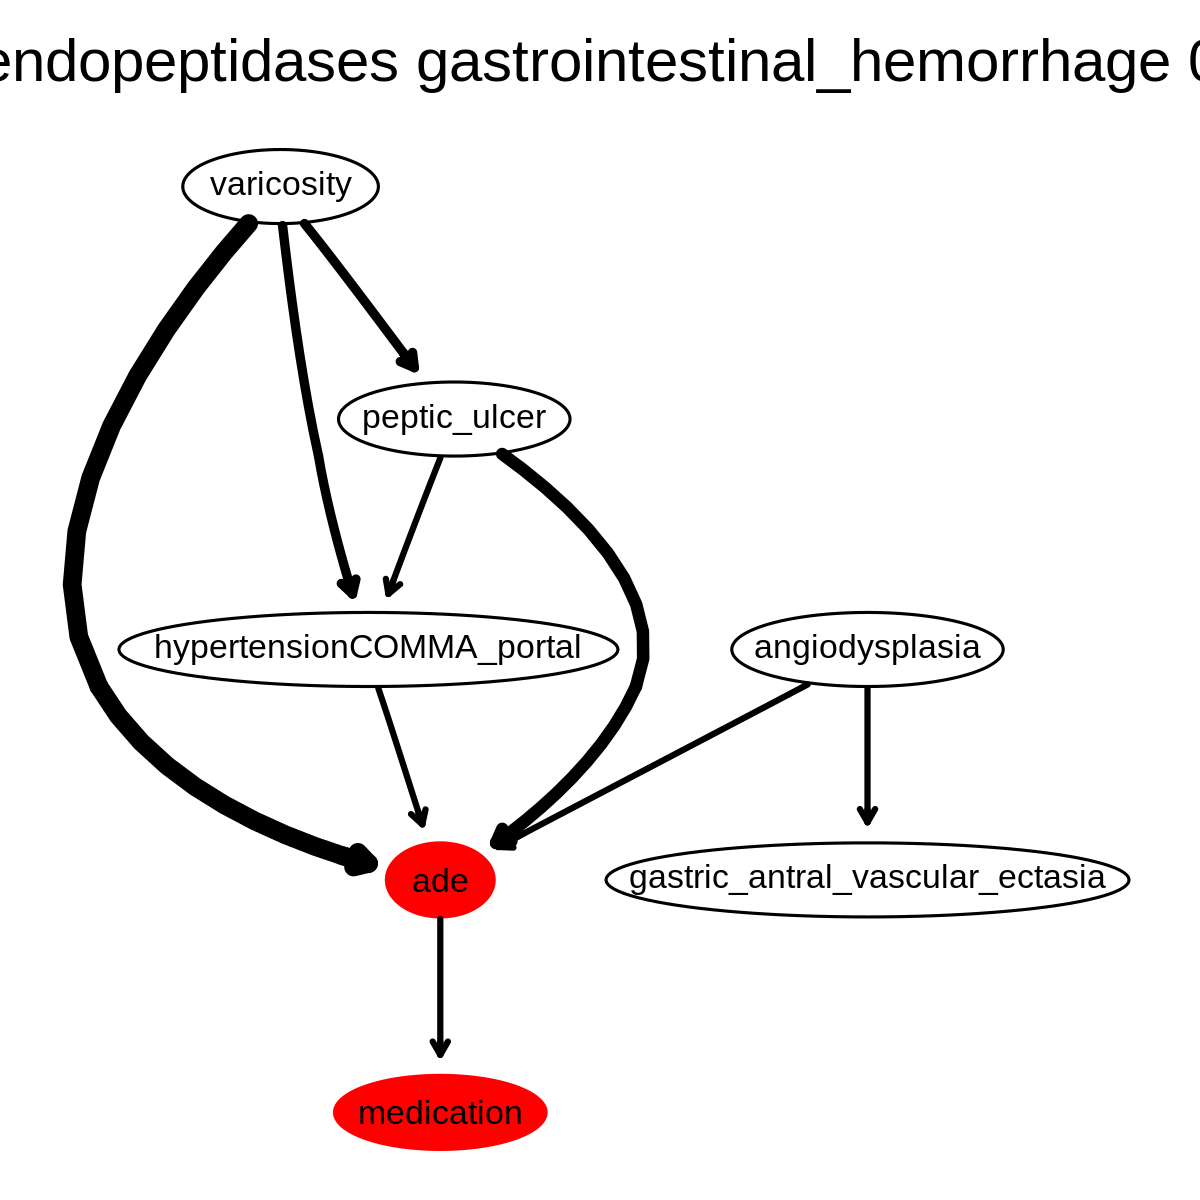 endopeptidases gastrointestinal_hemorrhage
varicosity
peptic_ulcer
hypertensionCOMMA_portal
angiodysplasia
ade
gastric_antral_vascular_ectasia
medication